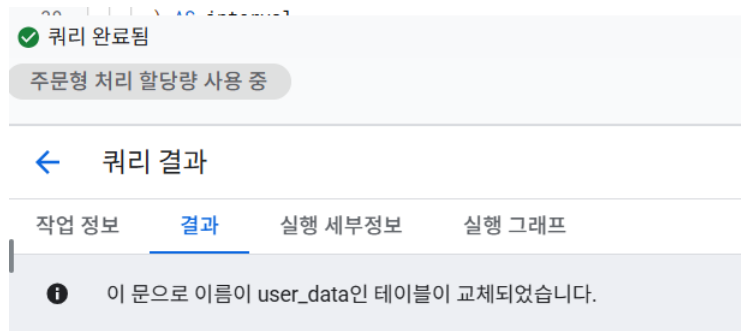 쿼리 완료됨
주문형 처리 할당량 사용 중
쿼리 결과
작업 정보 결과 실행 세부정보 실행 그래프
이 문으로 이름이 user_data인 테이블이 교체되었습니다.